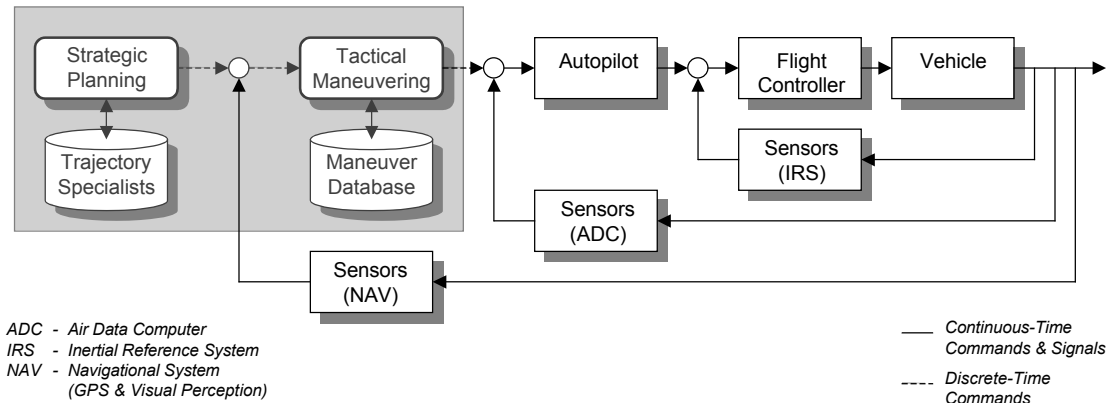 Strategic
Planning
Tactical
Maneuvering
Autopilot
Flight
Controller
Vehicle
Trajectory
Specialists
Maneuver
Database
Sensors
(IRS)
Sensors
(ADC)
Sensors
(NAV)
ADC - Air Data Computer
IRS - Inertial Reference System
NAV - Navigational System
(GPS & Visual Perception)
Continuous-Time
Commands & Signals
Discrete-Time
Commands